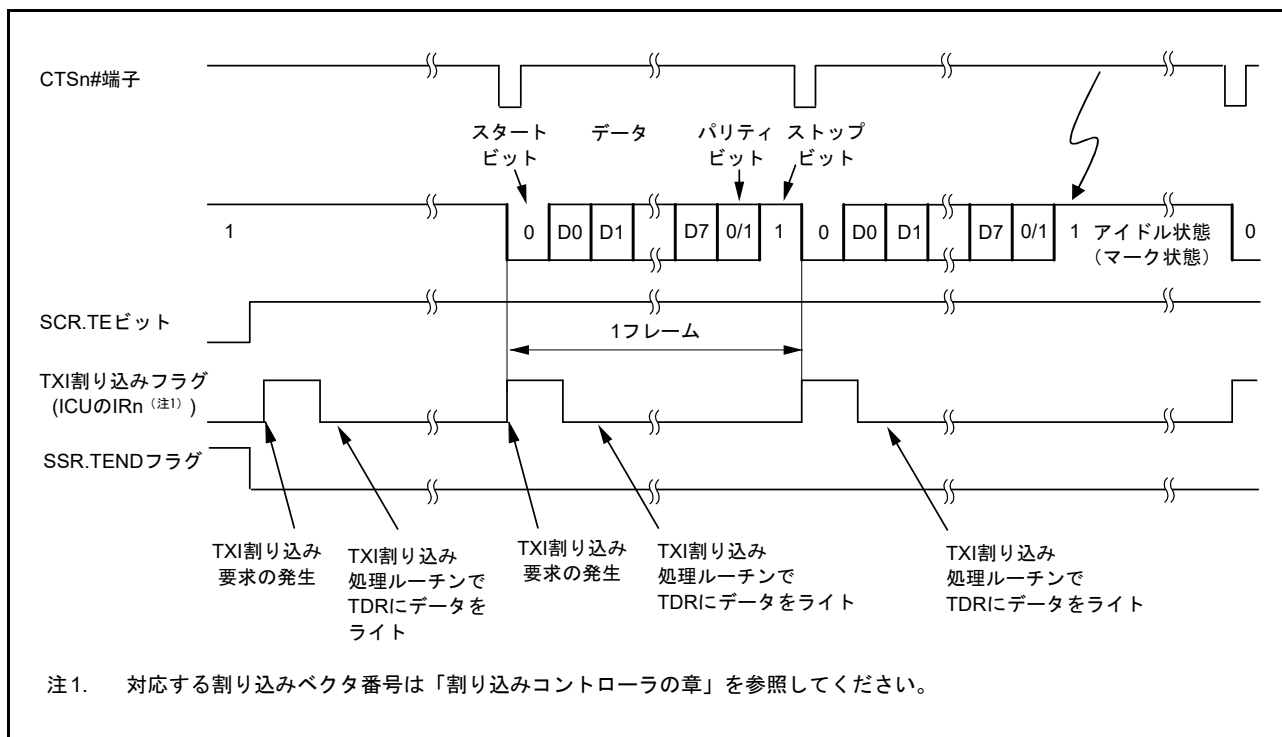 CTSn#端子
スタート
ビット
データ
パリティ
ビット
ストップ
ビット
1
0 D0 D1 D7 0/1 1 0 D0 D1 D7 0/1 1 アイドル状態
（マーク状態）
0
SCR.TEビット
1フレーム
TXI割り込みフラグ
(ICUのIRn（注1）)
SSR.TENDフラグ
TXI割り込み
要求の発生
TXI割り込み
処理ルーチンで
TDRにデータを
ライト
TXI割り込み
要求の発生
TXI割り込み
処理ルーチンで
TDRにデータをライト
TXI割り込み
処理ルーチンで
TDRにデータをライト
注1. 対応する割り込みベクタ番号は「割り込みコントローラの章」を参照してください。